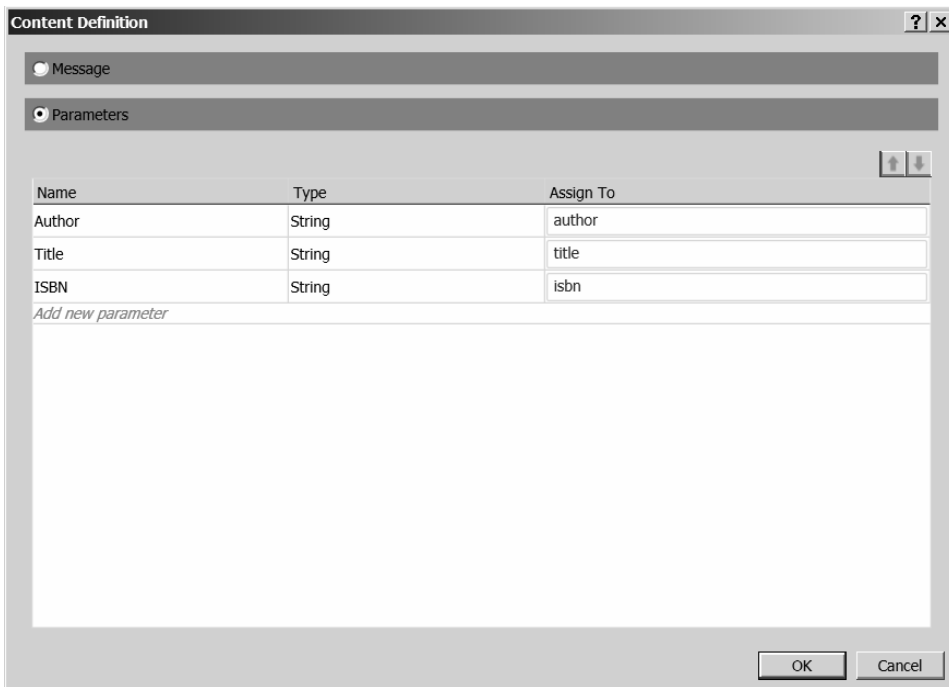 Content Definition
Message
Parameters
Name Type Assign To
Author String author
Title String title
ISBN String isbn
Add new parameter
OK Cancel